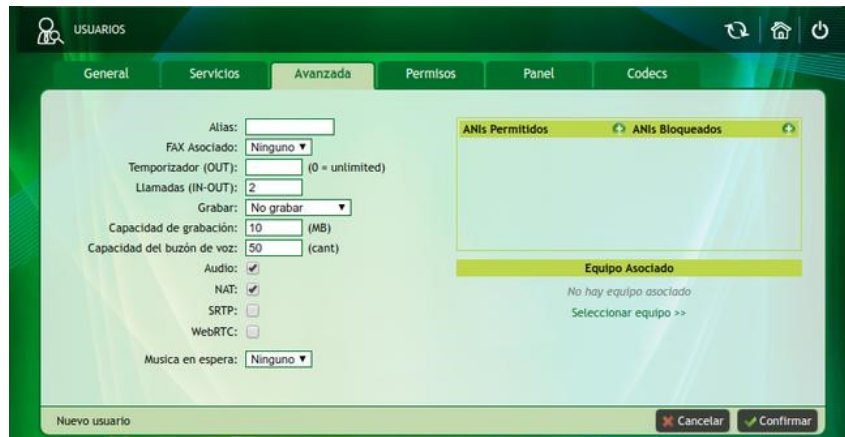 USUARIOS
General Servicios Avanzada Permisos Panel Codecs
Alias:
FAX Asociado: Ninguno
Temporizador (OUT): (0 = unlimited)
Llamadas (IN-OUT): 2
Grabar: No grabar
Capacidad de grabación: 10 (MB)
Capacidad del buzón de voz: 50 (cant)
Audio:
NAT:
SRTP:
WebRTC:
Musica en espera: Ninguno
ANIs Permitidos ANIs Bloqueados
Equipo Asociado
No hay equipo asociado
Seleccionar equipo >>
Nuevo usuario Cancelar Confirmar